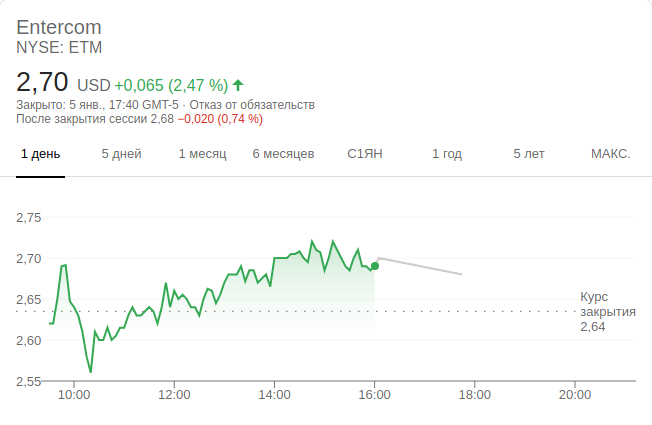 Entercom
NYSE: ETM
2,70 USD +0,065 (2,47 %)
Закрыто: 5 янв., 17:40 GMT-5 · Отказ от обязательств
После закрытия сессии 2,68 −0,020 (0,74 %)
1 день 5 дней 1 месяц 6 месяцев С1ЯН 1 год 5 лет МАКС.
2,75
2,70
2,65
Курс
закрытия
2,64
2,60
2,55
10:00 12:00 14:00 16:00 18:00 20:00